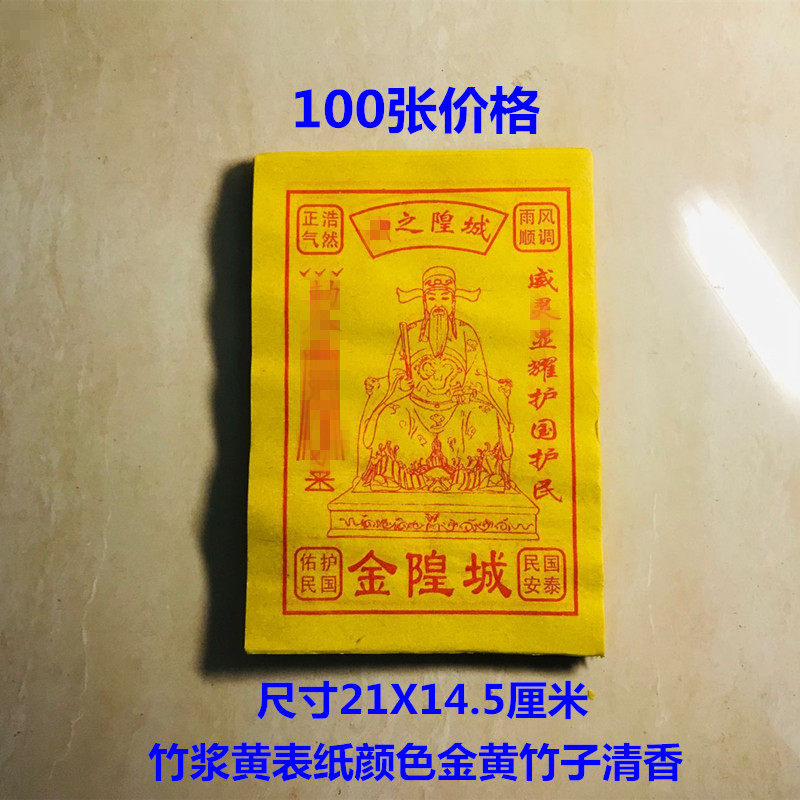 100张价格
正浩
气然
之隍城
雨风
顺调
威灵显耀护国护民
佑护
民国
金隍城
民国
安泰
尺寸21X14.5厘米
竹浆黄表纸颜色金黄竹子清香